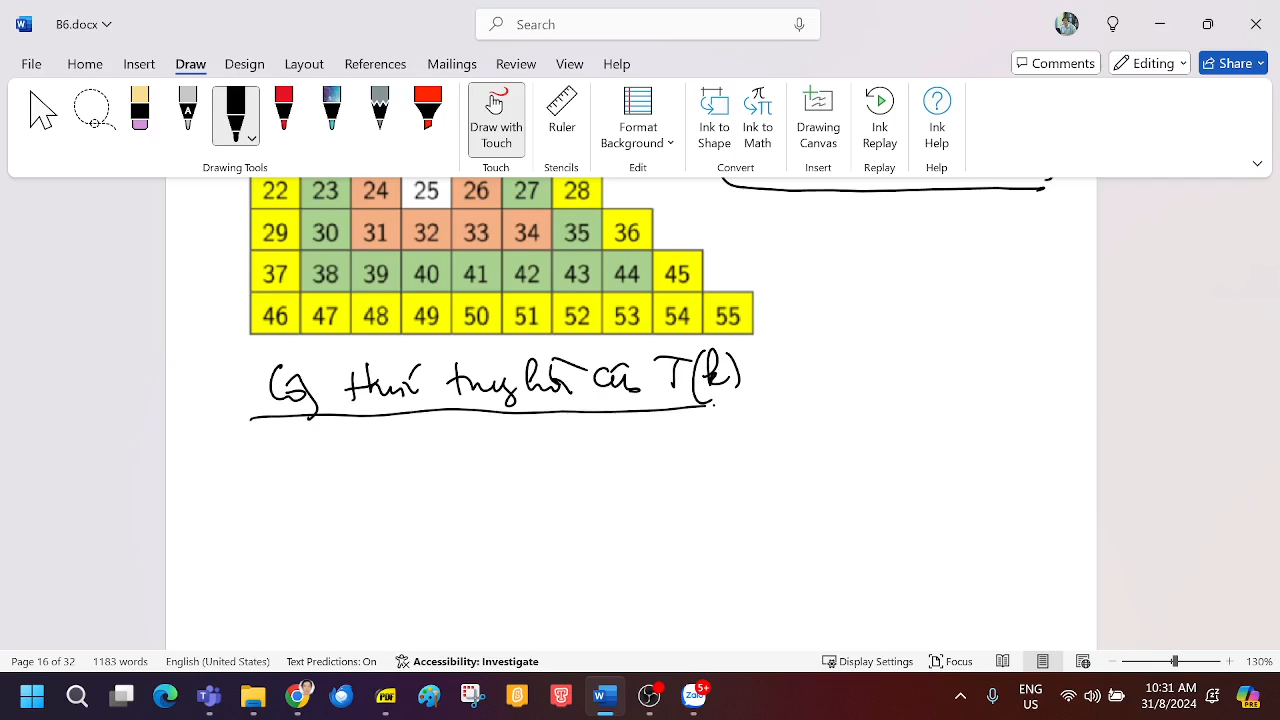 B6.docx
Search
File Home Insert Draw Design Layout References Mailings Review View Help
Comments Editing Share
A
Draw with Touch
Ruler
Format Background
Ink to Shape
Ink to Math
Drawing Canvas
Ink Replay
Ink Help
Drawing Tools Touch Stencils Edit Convert Insert Replay Help
22 23 24 25 26 27 28
29 30 31 32 33 34 35 36
37 38 39 40 41 42 43 44 45
46 47 48 49 50 51 52 53 54 55
Công thức truy hồi của T(k)
Page 16 of 32 1183 words English (United States) Text Predictions: On Accessibility: Investigate Display Settings Focus 130%
PDF Zalo 5+ ENG US 10:31 AM 31/8/2024 PRE